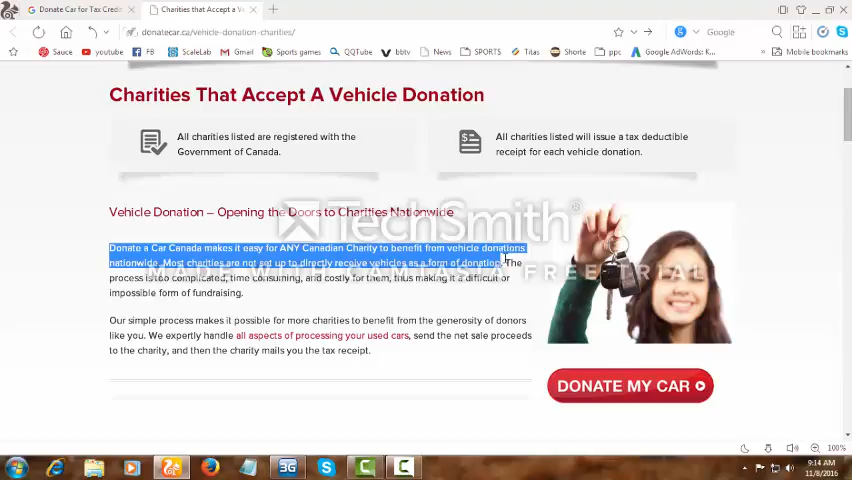 Donate Car for Tax Credi
Charities that Accept a V
donatecar.ca/vehicle-donation-charities/
Google
Sauce
youtube
FB
ScaleLab
Gmail
Sports games
QQTube
bbtv
News
SPORTS
Titas
Shorte
ppc
Google AdWords: K...
Mobile bookmarks
Charities That Accept A Vehicle Donation
All charities listed are registered with the
Government of Canada.
All charities listed will issue a tax deductible
receipt for each vehicle donation.
Vehicle Donation – Opening the Doors to Charities Nationwide
TechSmith®
Donate a Car Canada makes it easy for ANY Canadian Charity to benefit from vehicle donations
nationwide. Most charities are not set up to directly receive vehicles as a form of donation. The
MADE WITH CAMTASIA FREE TRIAL
process is too complicated, time consuming, and costly for them, thus making it a difficult or
impossible form of fundraising.
Our simple process makes it possible for more charities to benefit from the generosity of donors
like you. We expertly handle all aspects of processing your used cars, send the net sale proceeds
to the charity, and then the charity mails you the tax receipt.
DONATE MY CAR
100%
9:14 AM
11/8/2016